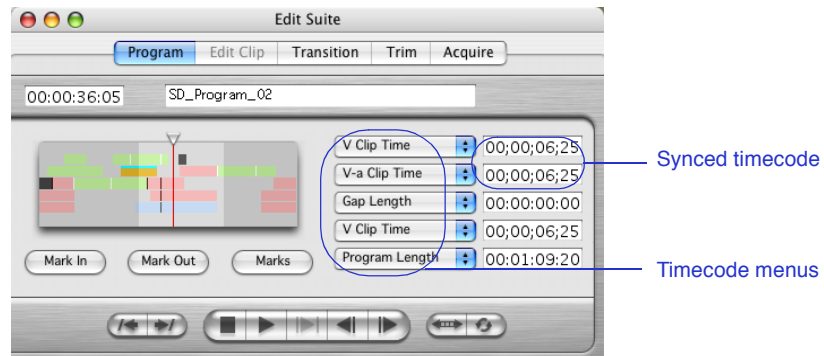 Edit Suite
Program Edit Clip Transition Trim Acquire
00:00:36:05 SD_Program_02
V Clip Time 00;00;06;25
V-a Clip Time 00;00;06;25
Gap Length 00:00:00:00
V Clip Time 00;00;06;25
Program Length 00:01:09:20
Mark In Mark Out Marks
Synced timecode
Timecode menus